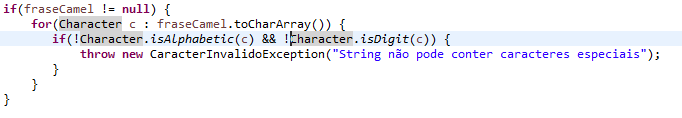 if(fraseCamel != null) {
for(Character c : fraseCamel.toCharArray()) {
if(!Character.isAlphabetic(c) && !Character.isDigit(c)) {
throw new CaracterInvalidoException("String não pode conter caracteres especiais");
}
}
}